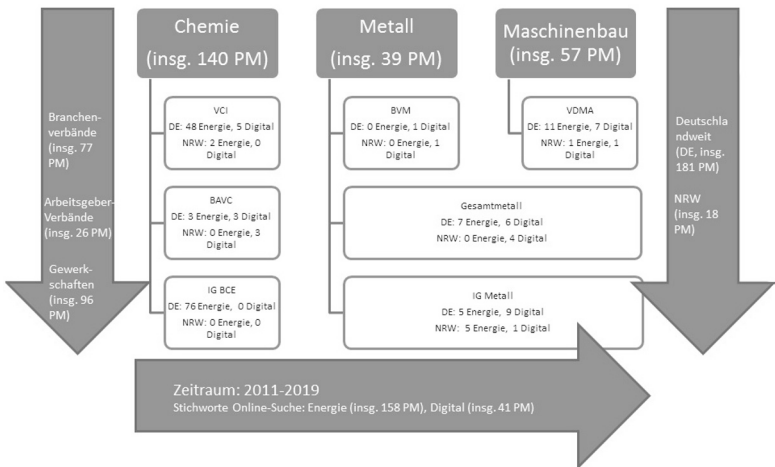 Chemie
(insg. 140 PM)
Metall
(insg. 39 PM)
Maschinenbau
(insg. 57 PM)
Branchen-
verbände
(insg. 77
PM)
Arbeitsgeber-
Verbände
(insg. 26 PM)
Gewerk-
schaften
(insg. 96
PM)
VCI
DE: 48 Energie, 5 Digital
NRW: 2 Energie, 0
Digital
BVM
DE: 0 Energie, 1 Digital
NRW: 0 Energie, 1
Digital
VDMA
DE: 11 Energie, 7 Digital
NRW: 1 Energie, 1
Digital
BAVC
DE: 3 Energie, 3 Digital
NRW: 0 Energie, 3
Digital
Gesamtmetall
DE: 7 Energie, 6 Digital
NRW: 0 Energie, 4 Digital
IG BCE
DE: 76 Energie, 0 Digital
NRW: 0 Energie, 0
Digital
IG Metall
DE: 5 Energie, 9 Digital
NRW: 5 Energie, 1 Digital
Deutschla
ndweit
(DE, insg.
181 PM)
NRW
(insg. 18
PM)
Zeitraum: 2011-2019
Stichworte Online-Suche: Energie (insg. 158 PM), Digital (insg. 41 PM)